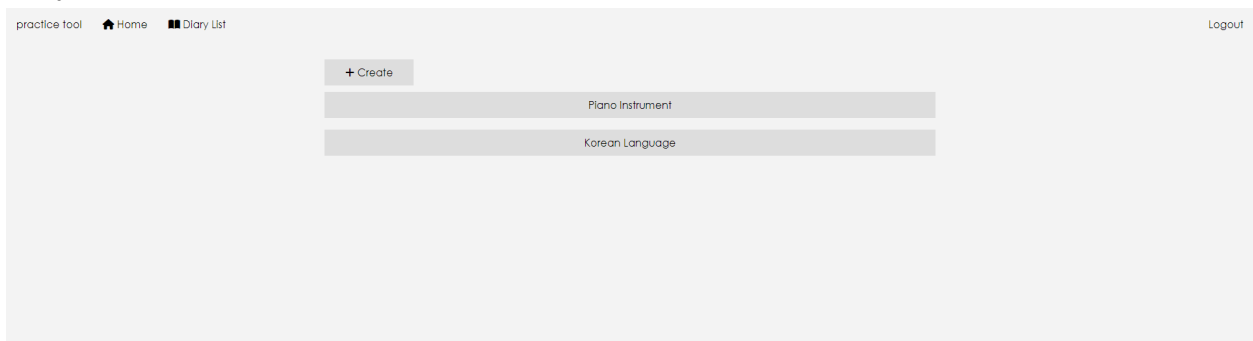 practice tool Home Diary List Logout
+ Create
Piano Instrument
Korean Language